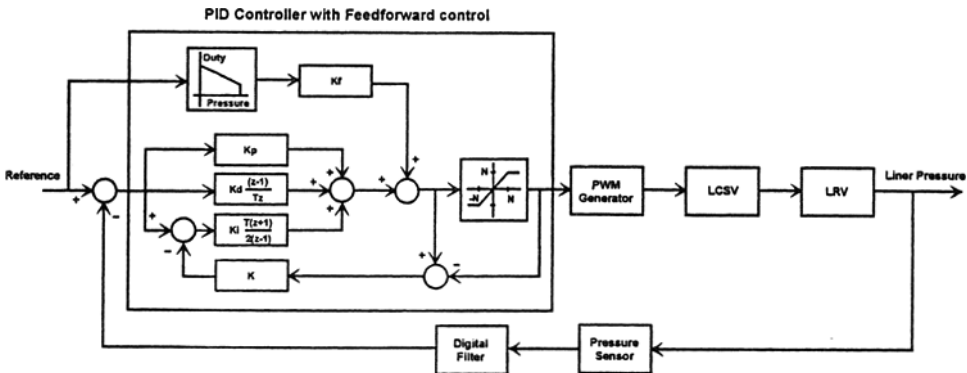 PID Controller with Feedforward control
Duty
Pressure
Kf
+
+
Reference
+
−
Kp
Kd (z-1)
Tz
Ki T(z+1)
2(z-1)
K
+
−
+
+
+
+
−
N
-N
N
PWM
Generator
LCSV
LRV
Liner Pressure
Digital
Filter
Pressure
Sensor